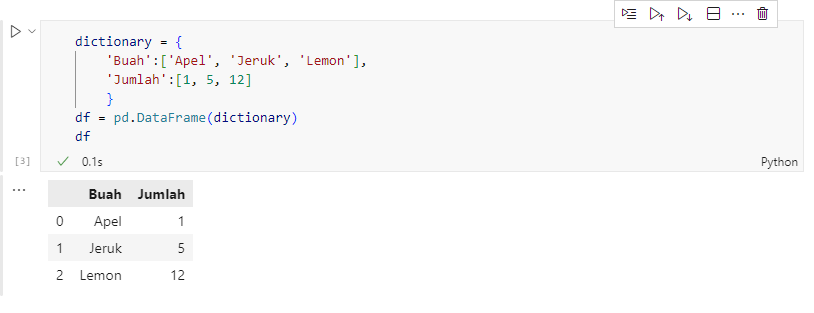 dictionary = {
'Buah':['Apel', 'Jeruk', 'Lemon'],
'Jumlah':[1, 5, 12]
}
df = pd.DataFrame(dictionary)
df
[3]
0.1s
Python
Buah Jumlah
0 Apel 1
1 Jeruk 5
2 Lemon 12